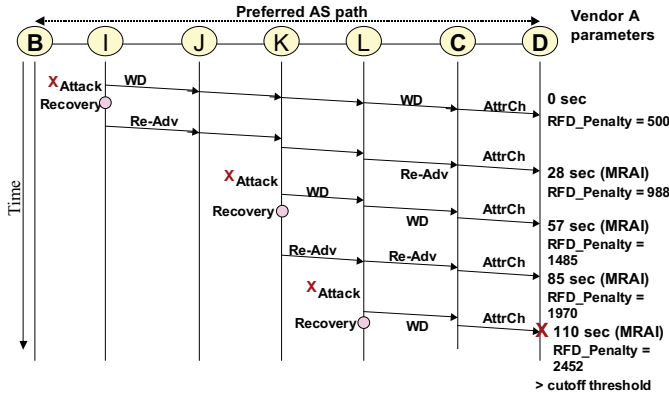 Preferred AS path
Vendor A
parameters
B
I
J
K
L
C
D
X Attack
WD
WD
AttrCh
0 sec
Recovery
RFD_Penalty = 500
Re-Adv
AttrCh
X Attack
Re-Adv
28 sec (MRAI)
RFD_Penalty = 988
WD
AttrCh
Recovery
WD
57 sec (MRAI)
RFD_Penalty =
1485
Time
Re-Adv
Re-Adv
AttrCh
85 sec (MRAI)
X Attack
RFD_Penalty =
1970
AttrCh
Recovery
WD
X 110 sec (MRAI)
RFD_Penalty =
2452
> cutoff threshold